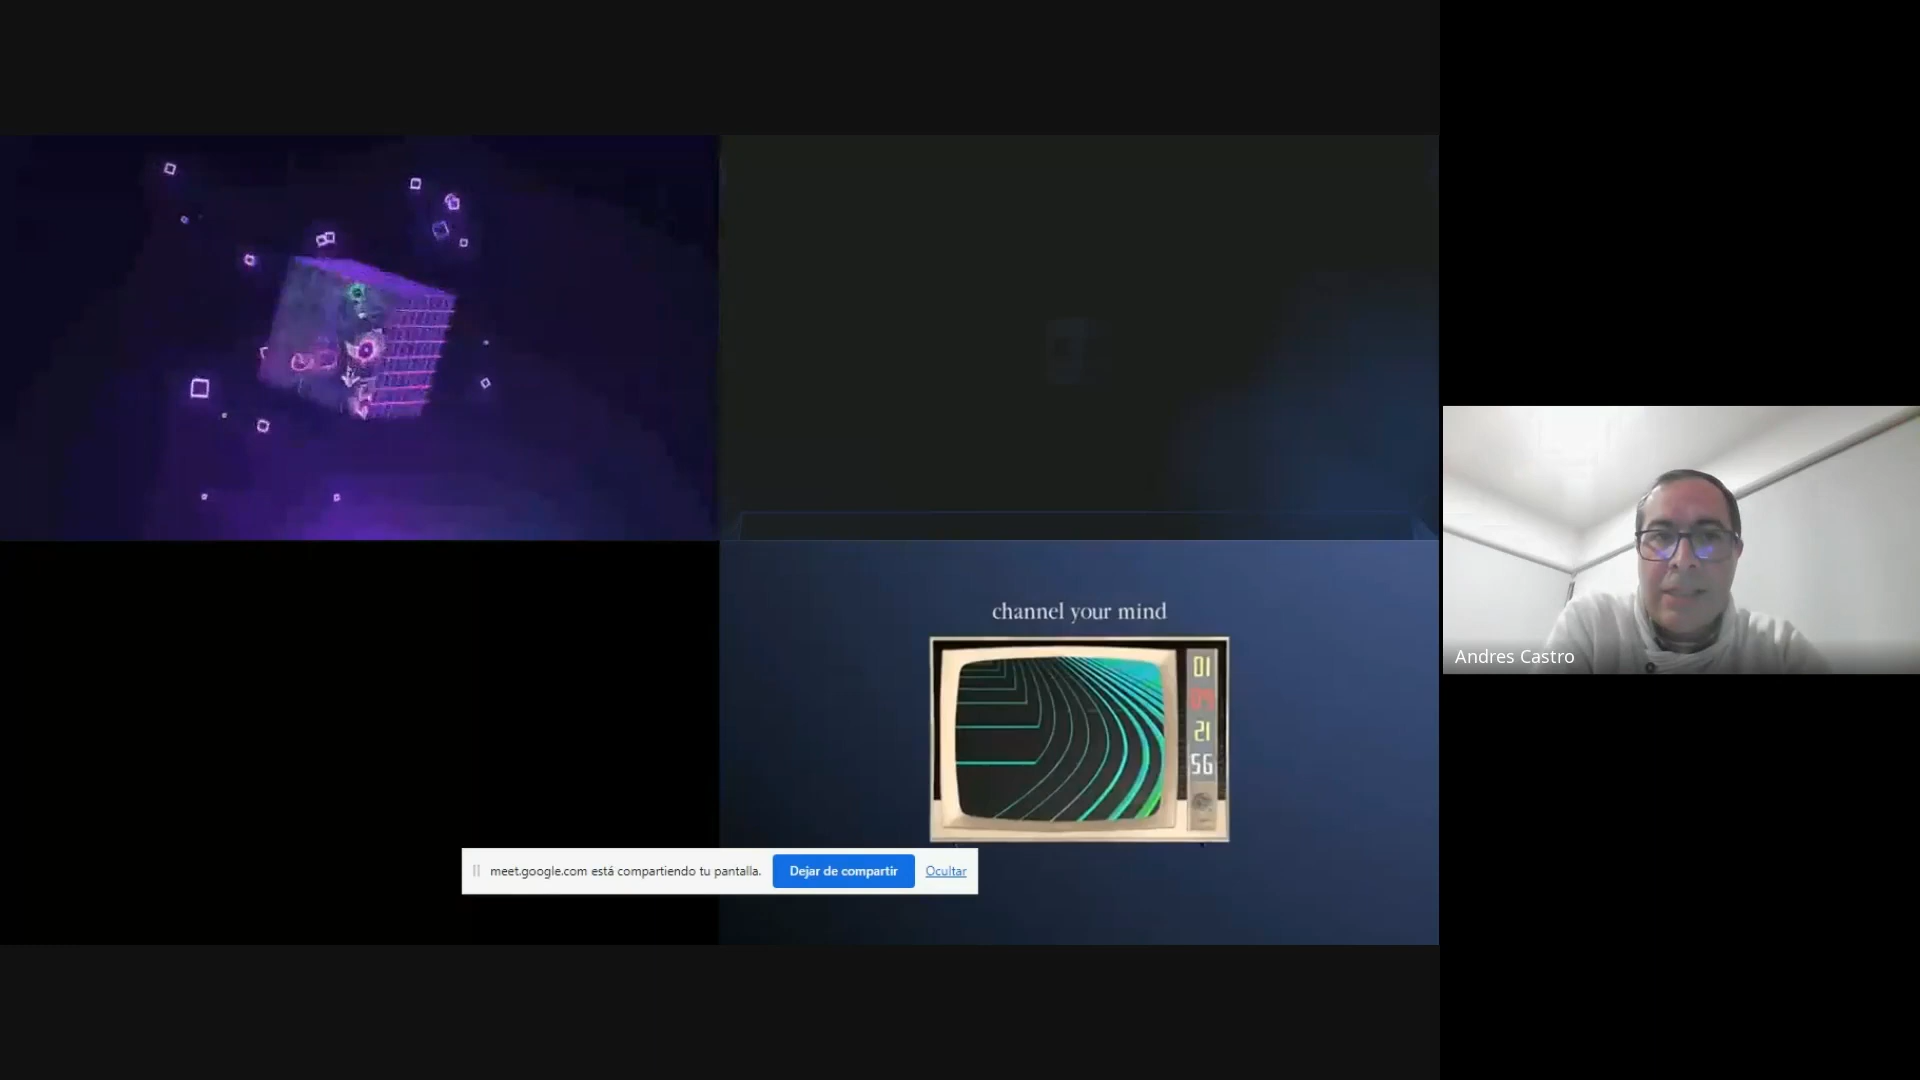 channel your mind
01
21
56
meet.google.com está compartiendo tu pantalla.
Dejar de compartir
Ocultar
Andres Castro